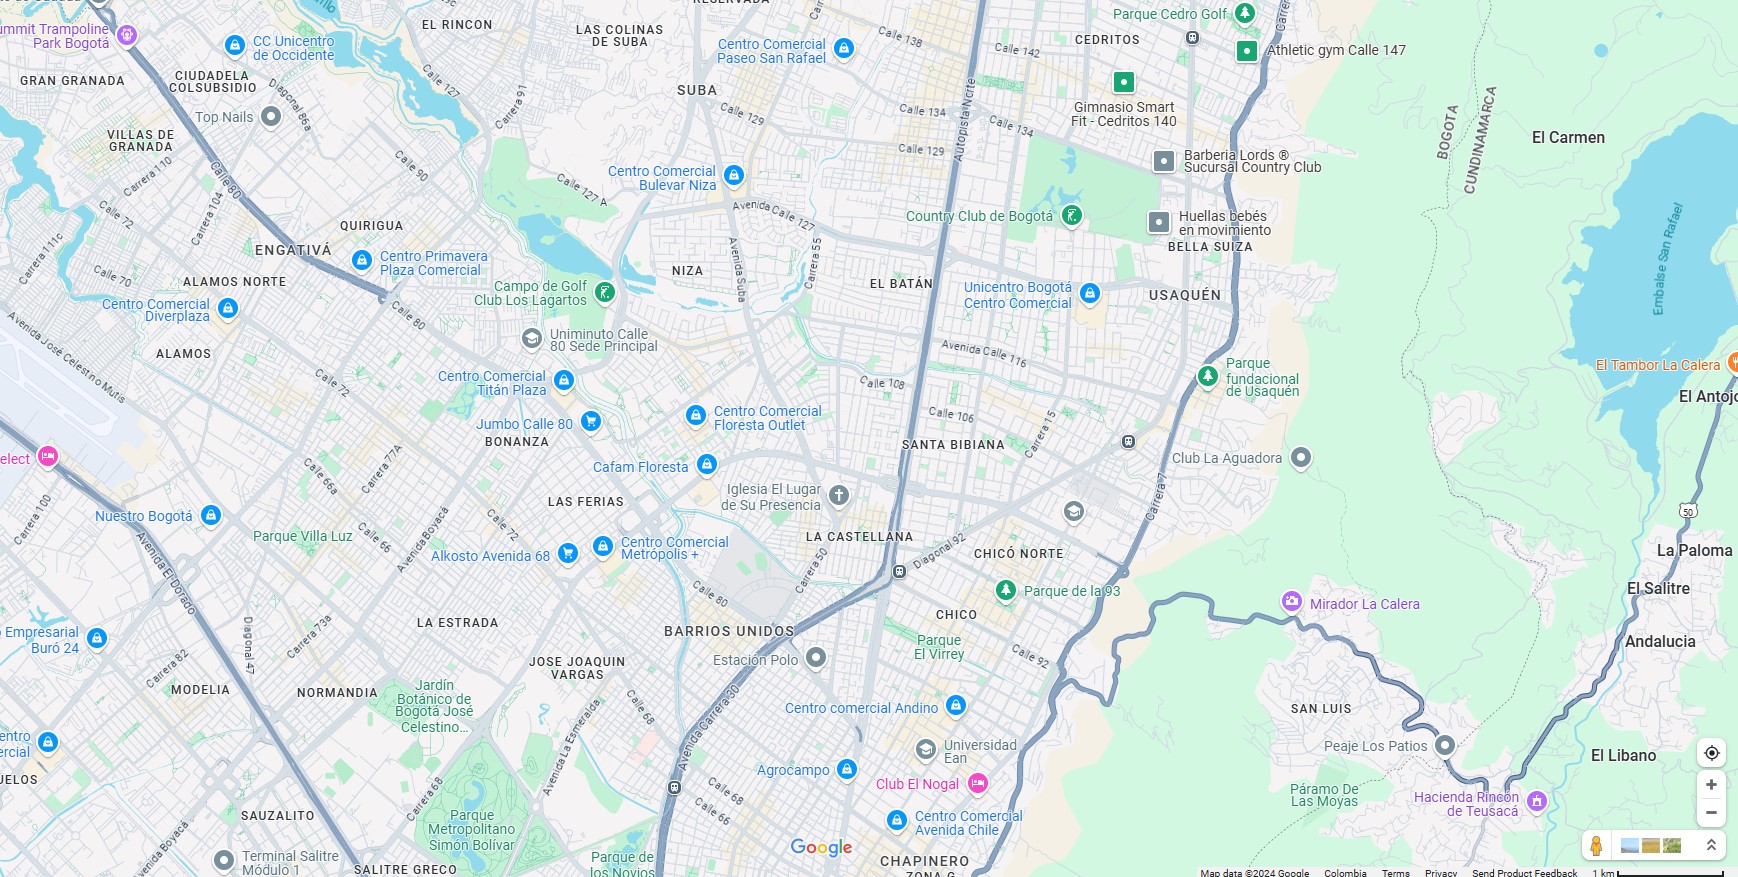 Summit Trampoline
Park Bogotá
CC Unicentro
de Occidente
EL RINCON
LAS COLINAS
DE SUBA
Centro Comercial
Paseo San Rafael
Calle 138
Calle 142
CEDRITOS
Parque Cedro Golf
Athletic gym Calle 147
GRAN GRANADA
CIUDADELA
COLSUBSIDIO
Diagonal 86a
Calle 127
Carrera 91
SUBA
Calle 129
Calle 134
Calle 134
Autopista Norte
Gimnasio Smart
Fit - Cedritos 140
BOGOTA
CUNDINAMARCA
El Carmen
Top Nails
VILLAS DE
GRANADA
Carrera 110
Calle 80
Calle 90
Calle 129
Barberia Lords ®
Sucursal Country Club
Centro Comercial
Bulevar Niza
Calle 127 A
Calle 72
Carrera 104
Avenida Calle 127
Country Club de Bogotá
Huellas bebés
en movimiento
BELLA SUIZA
QUIRIGUA
ENGATIVÁ
Carrera 111c
Calle 70
ALAMOS NORTE
Centro Primavera
Plaza Comercial
Avenida Suba
Carrera 55
NIZA
EL BATÁN
Unicentro Bogotá
Centro Comercial
USAQUÉN
Embalse San Rafael
Centro Comercial
Diverplaza
Calle 80
Campo de Golf
Club Los Lagartos
Uniminuto Calle
80 Sede Principal
Avenida José Celestino Mutis
ALAMOS
Calle 72
Centro Comercial
Titán Plaza
Calle 108
Avenida Calle 116
Parque
fundacional
de Usaquén
El Tambor La Calera
Jumbo Calle 80
BONANZA
Centro Comercial
Floresta Outlet
Calle 106
Carrera 15
SANTA BIBIANA
Club La Aguadora
Carrera 77A
Cafam Floresta
Carrera 7
Carrera 100
Nuestro Bogotá
Avenida El Dorado
LAS FERIAS
Iglesia El Lugar
de Su Presencia
50
Parque Villa Luz
Calle 66
Avenida Boyaca
Calle 72
Alkosto Avenida 68
Centro Comercial
Metrópolis +
LA CASTELLANA
Diagonal 92
CHICÓ NORTE
La Paloma
Carrera 50
Calle 80
Parque de la 93
Mirador La Calera
El Salitre
Empresarial
Buró 24
Diagonal 47
Carrera 73a
LA ESTRADA
BARRIOS UNIDOS
CHICO
Parque
El Virrey
Calle 92
Andalucia
Estación Polo
Carrera 82
MODELIA
NORMANDIA
JOSE JOAQUIN
VARGAS
Calle 68
Jardín
Botánico de
Bogotá José
Celestino...
Avenida La Esmeralda
Avenida Carrera 30
Centro comercial Andino
SAN LUIS
Peaje Los Patios
El Libano
Universidad
Ean
Agrocampo
Club El Nogal
Carrera 68
Calle 68
Calle 66
Páramo De
Las Moyas
Hacienda Rincón
de Teusacá
SAUZALITO
Parque
Metropolitano
Simón Bolívar
Centro Comercial
Avenida Chile
Avenida Boyaca
Terminal Salitre
Módulo 1
SALITRE GRECO
Parque de
los Novios
Google
CHAPINERO
Map data ©2024 Google
Colombia
Terms
Privacy
Send Product Feedback
1 km